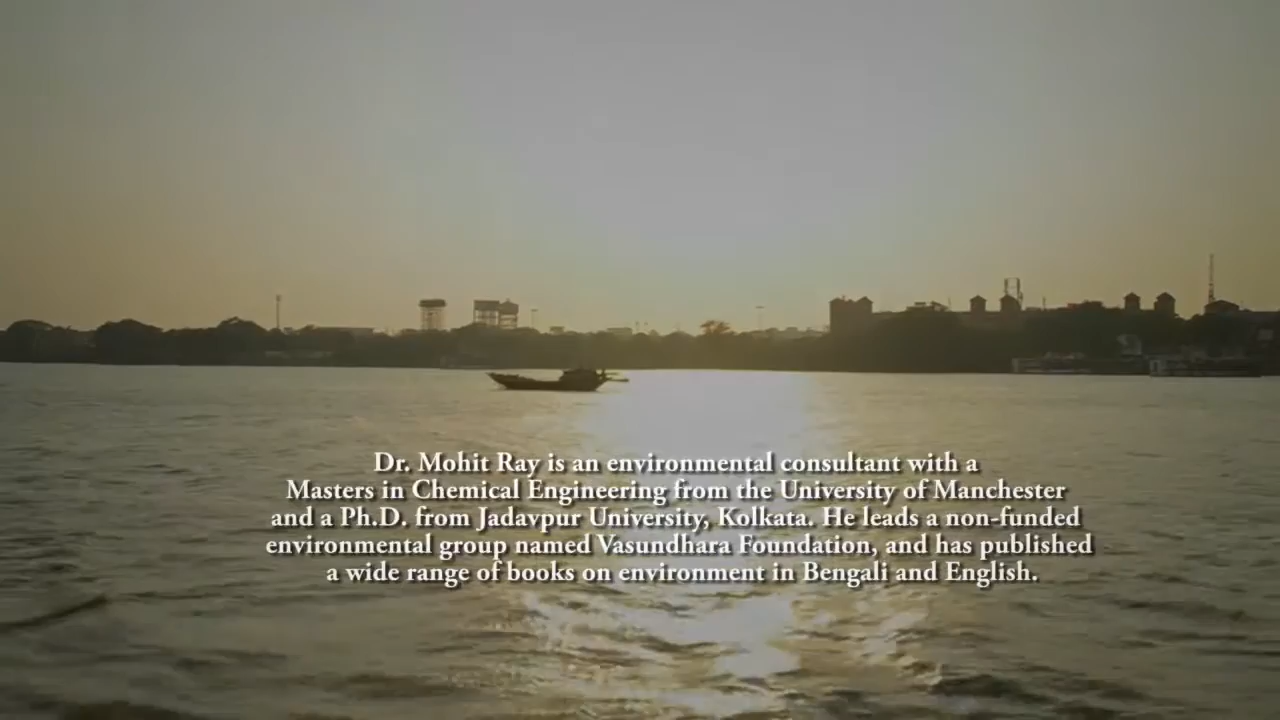 Dr. Mohit Ray is an environmental consultant with a
Masters in Chemical Engineering from the University of Manchester
and a Ph.D. from Jadavpur University, Kolkata. He leads a non-funded
environmental group named Vasundhara Foundation, and has published
a wide range of books on environment in Bengali and English.